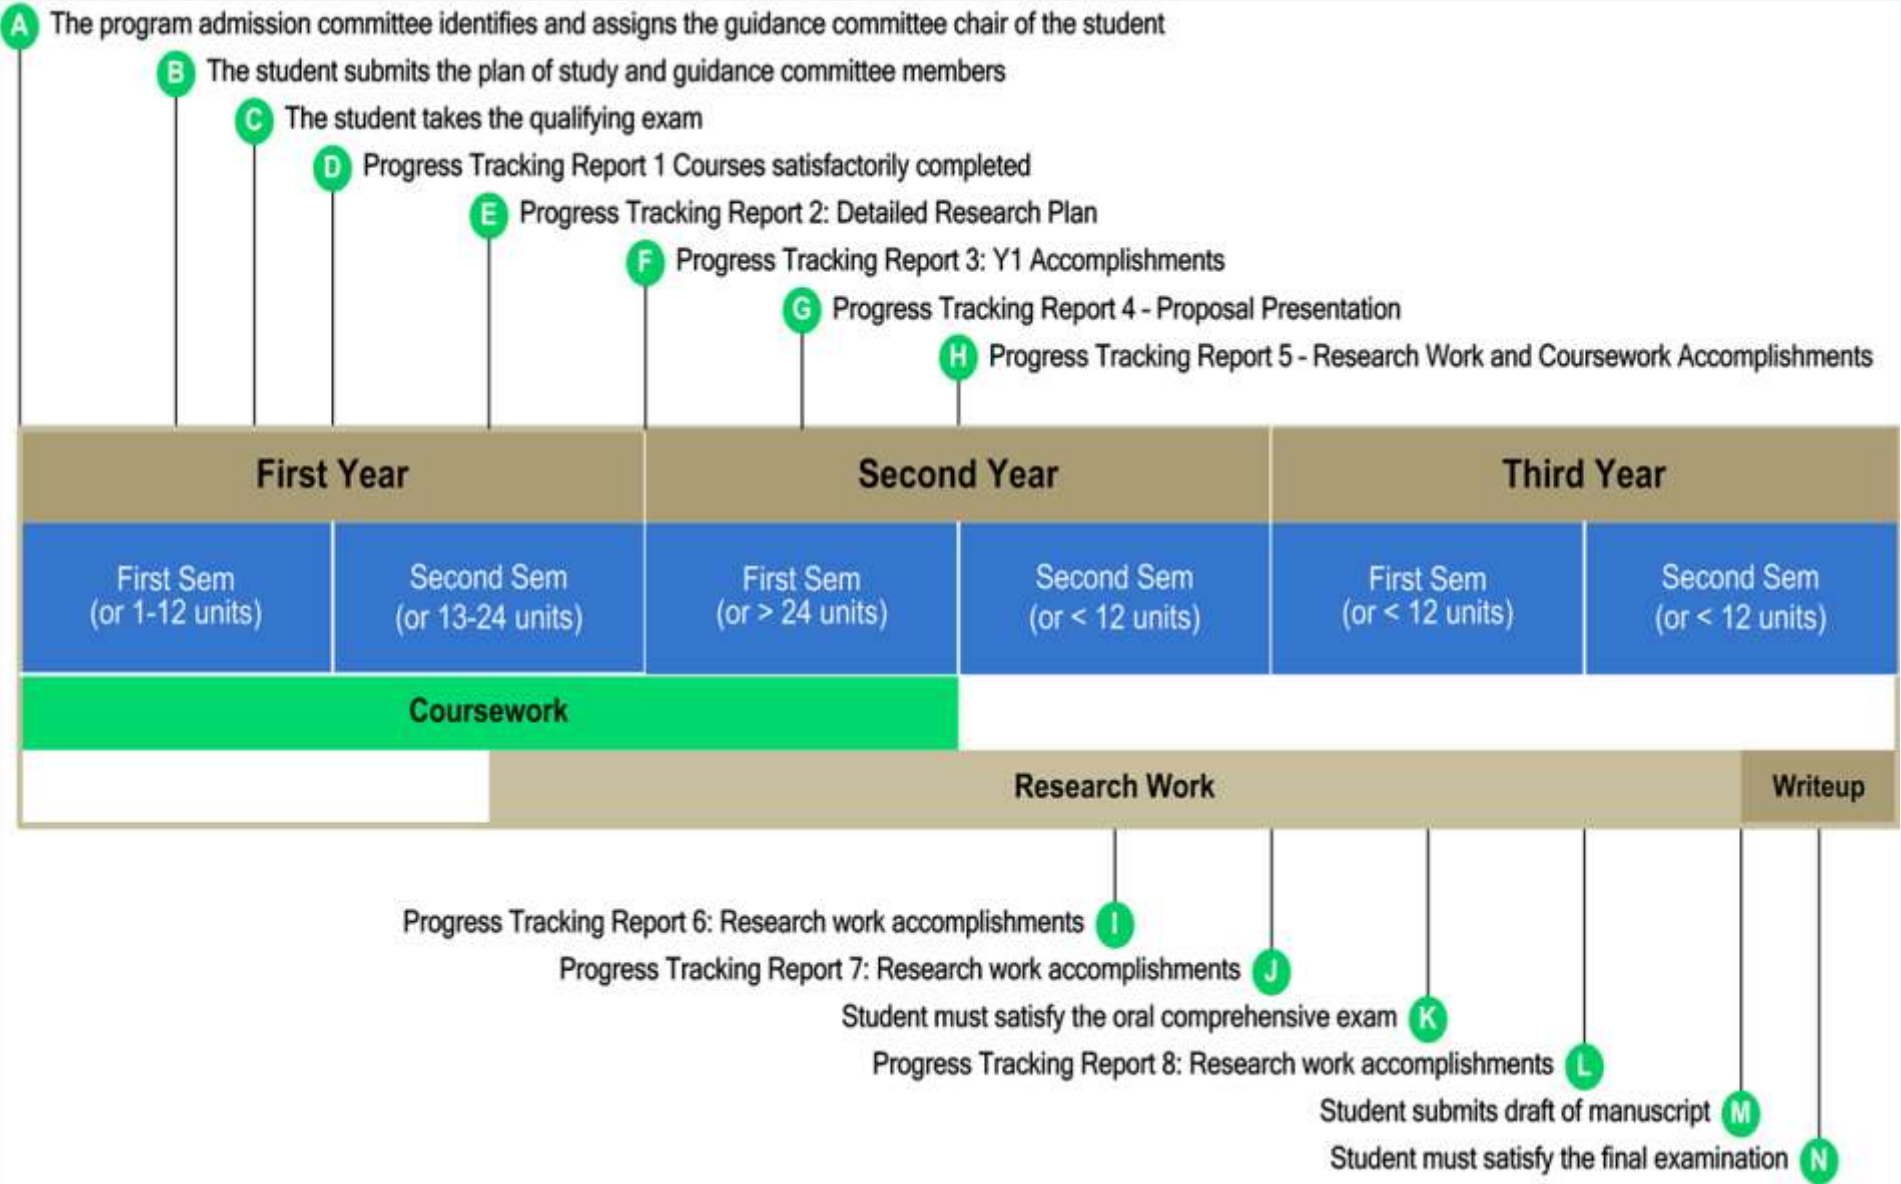 A The program admission committee identifies and assigns the guidance committee chair of the student
B The student submits the plan of study and guidance committee members
C The student takes the qualifying exam
D Progress Tracking Report 1 Courses satisfactorily completed
E Progress Tracking Report 2: Detailed Research Plan
F Progress Tracking Report 3: Y1 Accomplishments
G Progress Tracking Report 4 - Proposal Presentation
H Progress Tracking Report 5 - Research Work and Coursework Accomplishments
First Year
Second Year
Third Year
First Sem
(or 1-12 units)
Second Sem
(or 13-24 units)
First Sem
(or > 24 units)
Second Sem
(or < 12 units)
First Sem
(or < 12 units)
Second Sem
(or < 12 units)
Coursework
Research Work
Writeup
Progress Tracking Report 6: Research work accomplishments I
Progress Tracking Report 7: Research work accomplishments J
Student must satisfy the oral comprehensive exam K
Progress Tracking Report 8: Research work accomplishments L
Student submits draft of manuscript M
Student must satisfy the final examination N